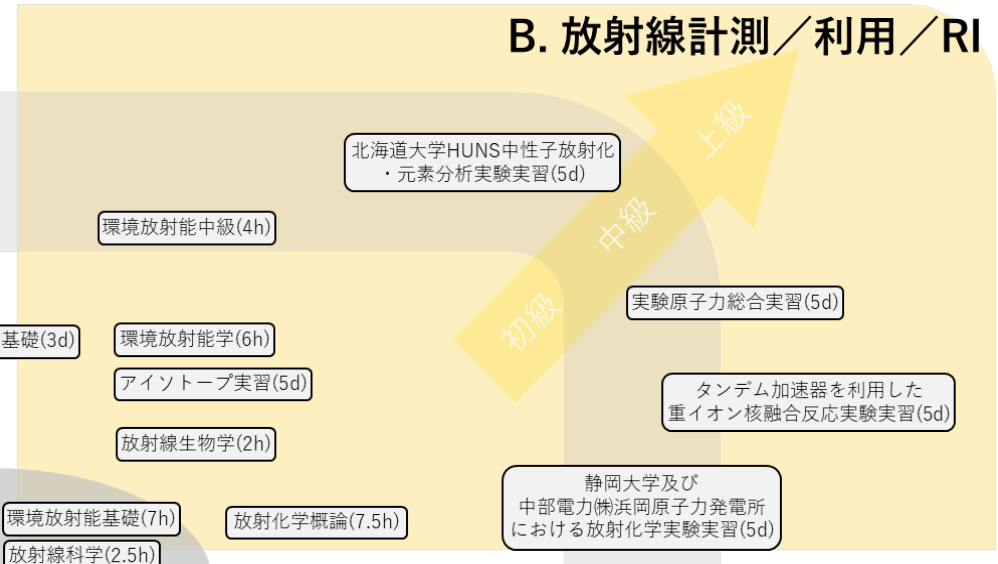 B. 放射線計測／利用／RI
上級
北海道大学HUNS中性子放射化
・元素分析実験実習(5d)
中級
環境放射能中級(4h)
実験原子力総合実習(5d)
初級
基礎(3d)
環境放射能学(6h)
アイソトープ実習(5d)
タンデム加速器を利用した
重イオン核融合反応実験実習(5d)
放射線生物学(2h)
静岡大学及び
中部電力㈱浜岡原子力発電所
における放射化学実験実習(5d)
環境放射能基礎(7h)
放射化学概論(7.5h)
放射線科学(2.5h)